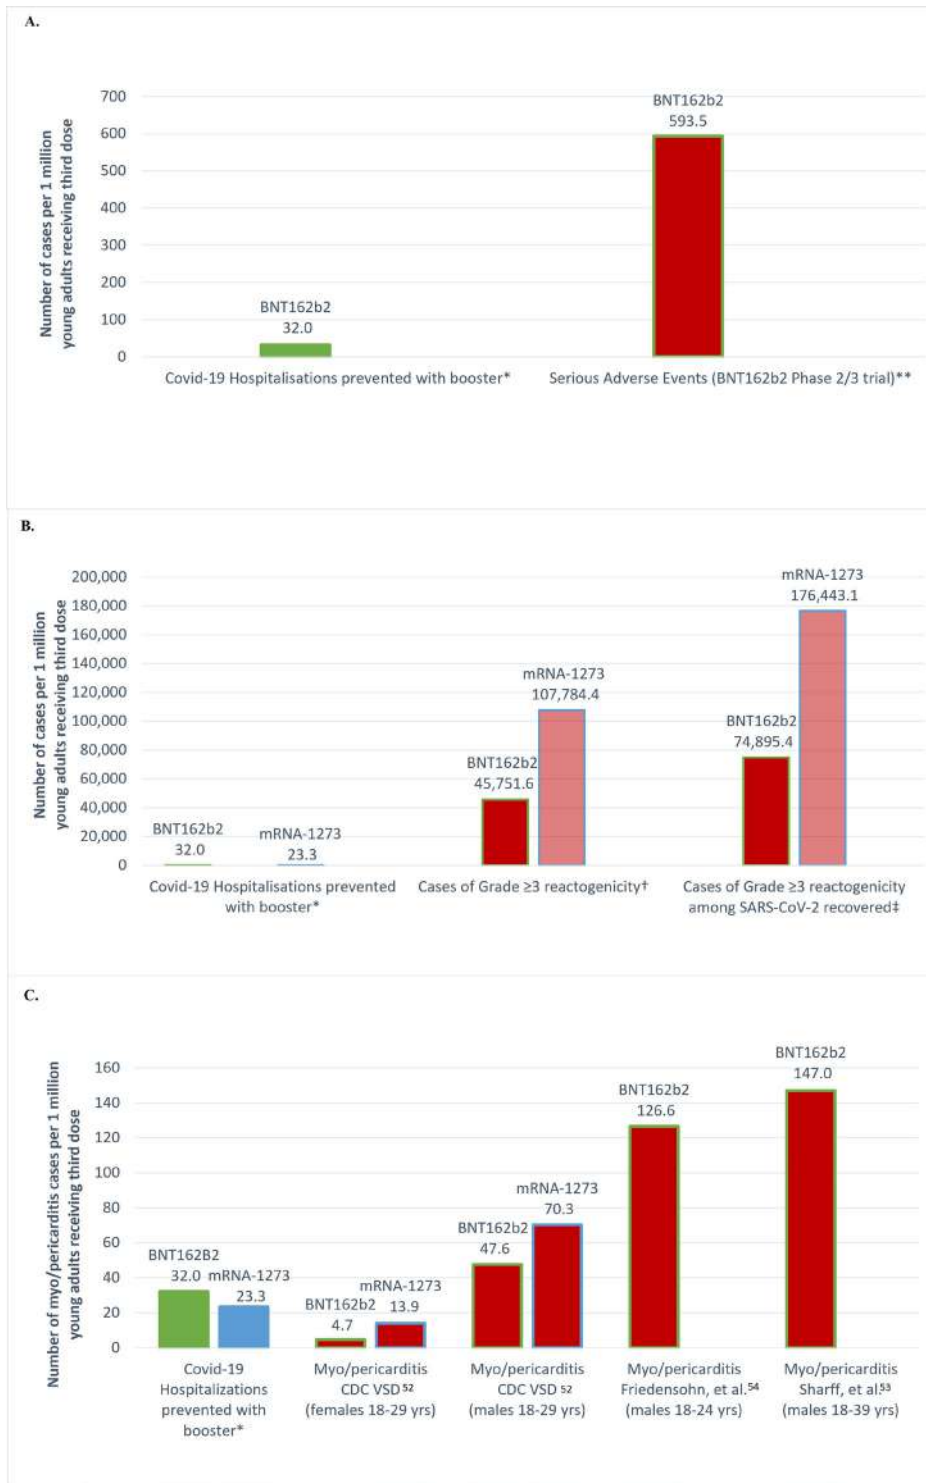 A.
Number of cases per 1 million
young adults receiving third dose
700
600
500
400
300
200
100
0
BNT162b2
32.0
BNT162b2
593.5
Covid-19 Hospitalisations prevented with booster*
Serious Adverse Events (BNT162b2 Phase 2/3 trial)**
B.
Number of cases per 1 million
young adults receiving third dose
200,000
180,000
160,000
140,000
120,000
100,000
80,000
60,000
40,000
20,000
0
BNT162b2
32.0
mRNA-1273
23.3
BNT162b2
45,751.6
mRNA-1273
107,784.4
BNT162b2
74,895.4
mRNA-1273
176,443.1
Covid-19 Hospitalisations prevented
with booster*
Cases of Grade ≥3 reactogenicity†
Cases of Grade ≥3 reactogenicity
among SARS-CoV-2 recovered‡
C.
Number of myo/pericarditis cases per 1 million
young adults receiving third dose
160
140
120
100
80
60
40
20
0
BNT162B2
32.0
mRNA-1273
23.3
BNT162b2
4.7
mRNA-1273
13.9
BNT162b2
47.6
mRNA-1273
70.3
BNT162b2
126.6
BNT162b2
147.0
Covid-19
Hospitalizations
prevented with
booster*
Myo/pericarditis
CDC VSD 52
(females 18-29 yrs)
Myo/pericarditis
CDC VSD 52
(males 18-29 yrs)
Myo/pericarditis
Friedensohn, et al.54
(males 18-24 yrs)
Myo/pericarditis
Sharff, et al.53
(males 18-39 yrs)